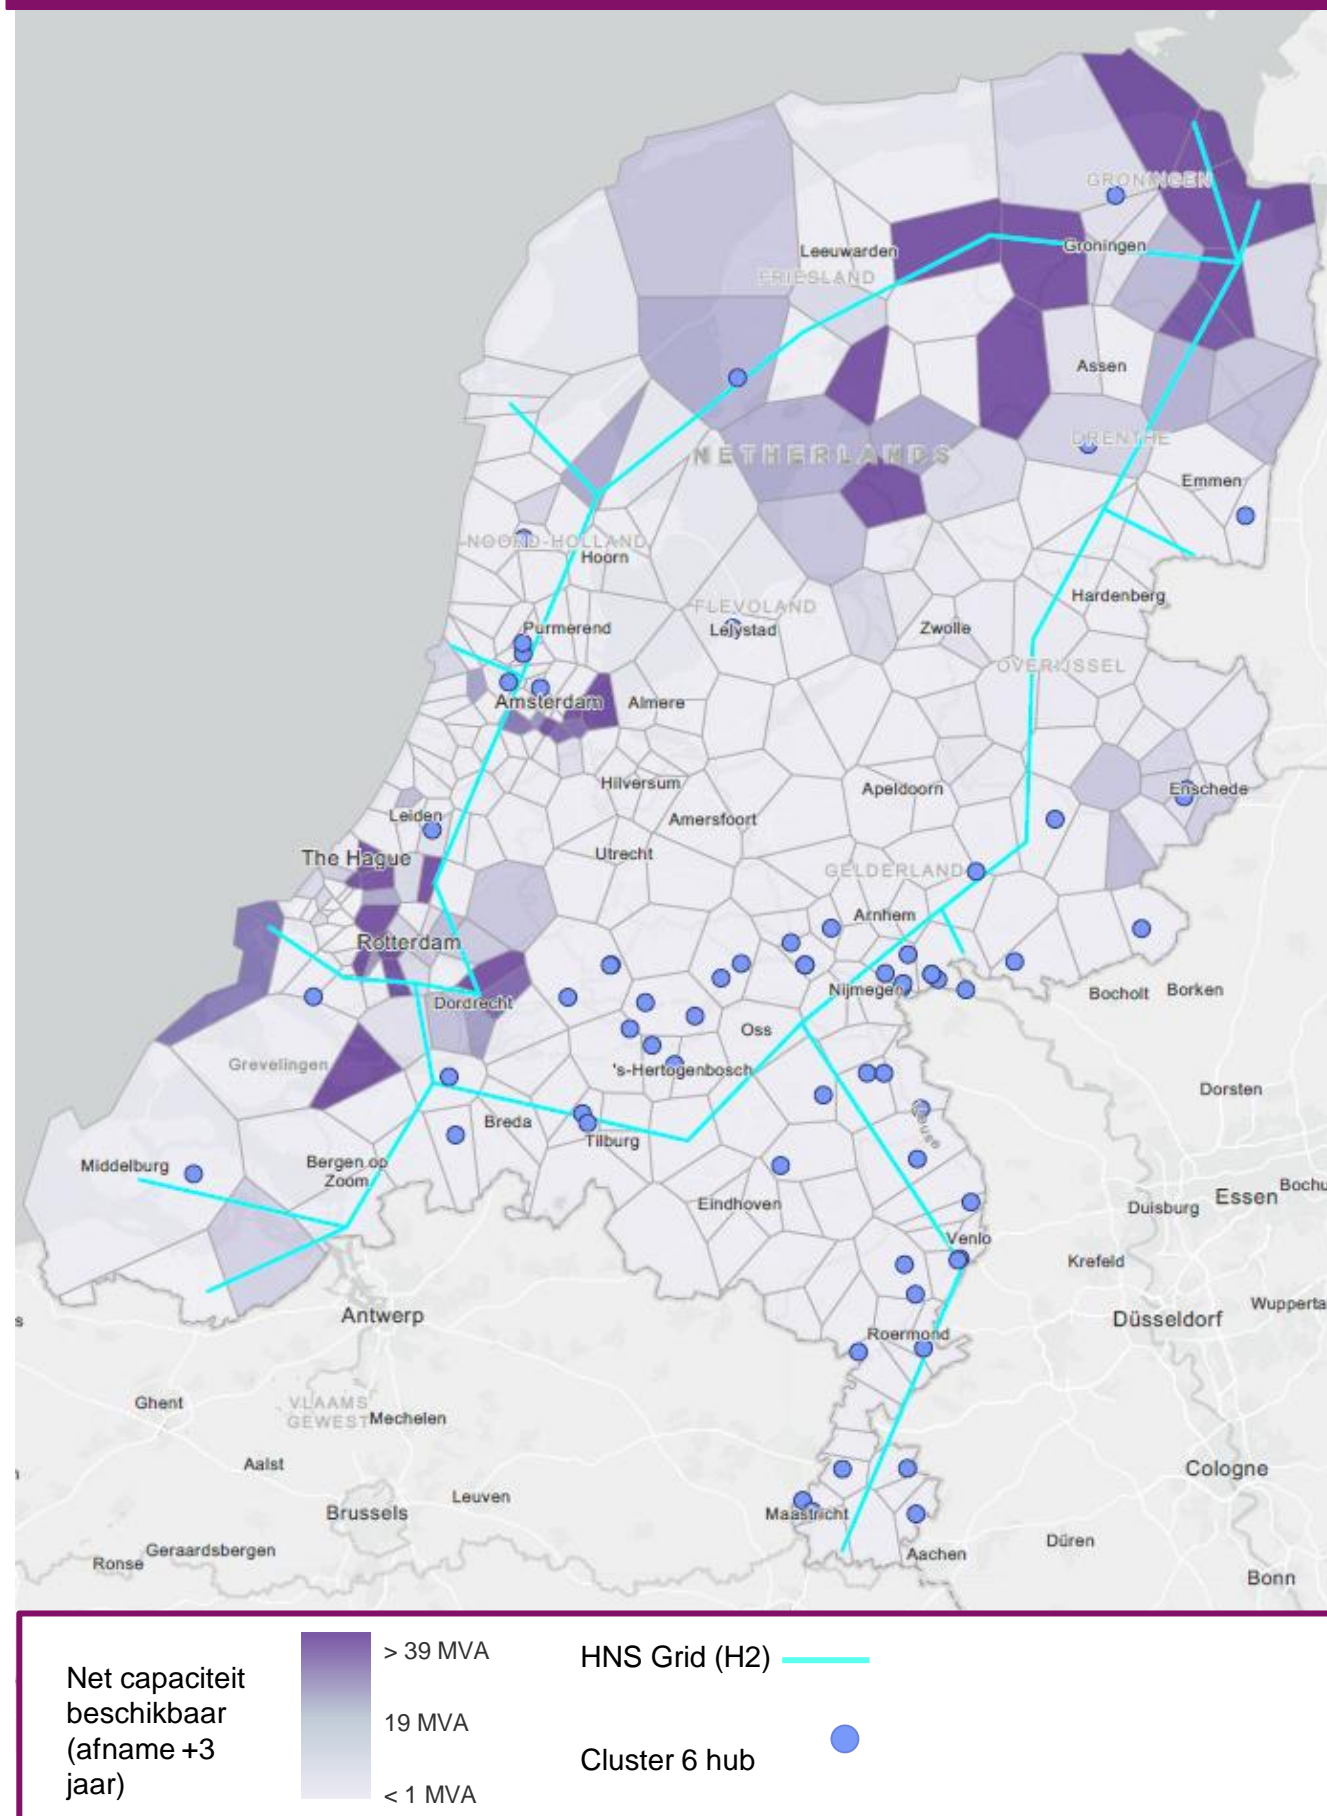 GRONINGEN
Groningen
Leeuwarden
FRIESLAND
Assen
DRENTHE
NETHERLANDS
Emmen
NOORD-HOLLAND
Hoorn
Hardenberg
FLEVOLAND
Lelystad
Purmerend
Zwolle
OVERIJSSEL
Amsterdam
Almere
Hilversum
Apeldoorn
Enschede
Leiden
Amersfoort
The Hague
Utrecht
GELDERLAND
Arnhem
Rotterdam
Nijmegen
Bocholt
Borken
Dordrecht
Oss
Grevelingen
's-Hertogenbosch
Dorsten
Breda
Meuse
Tilburg
Middelburg
Bergen op
Zoom
Eindhoven
Essen
Bochu
Duisburg
Venlo
Krefeld
Antwerp
Düsseldorf
Wupperta
s
Roermond
Ghent
VLAAMS
GEWEST
Mechelen
Aalst
Cologne
Leuven
Brussels
Maastricht
Geraardsbergen
Ronse
Aachen
Düren
Bonn
Net capaciteit
beschikbaar
(afname +3
jaar)
> 39 MVA
19 MVA
< 1 MVA
HNS Grid (H2)
Cluster 6 hub